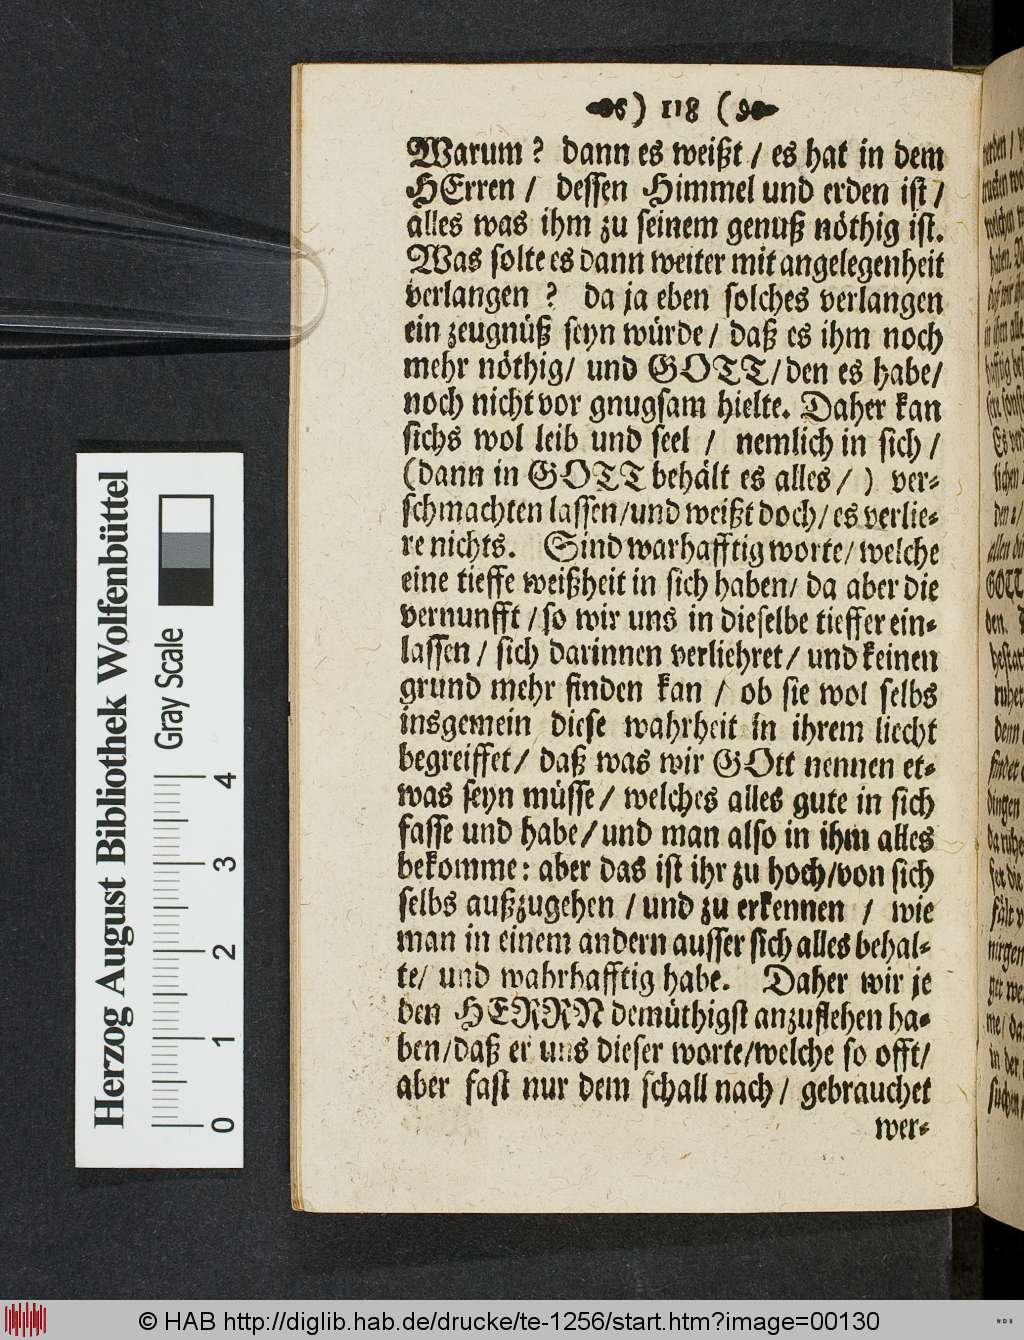 ) 118 (
Warum? dann es weißt / es hat in dem
HErren / dessen Himmel und erden ist /
alles was ihm zu seinem genuß nöthig ist.
Was solte es dann weiter mit angelegenheit
verlangen ? da ja eben solches verlangen
ein zeugnüß seyn würde / daß es ihm noch
mehr nöthig / und GOTT / den es habe /
noch nicht vor gnugsam hielte. Daher kan
sichs wol leib und seel / nemlich in sich /
(dann in GOTT behält es alles / ) ver-
schmachten lassen / und weißt doch / es verlie-
re nichts. Sind warhafftig worte / welche
eine tieffe weißheit in sich haben / da aber die
vernunfft / so wir uns in dieselbe tieffer ein-
lassen / sich darinnen verliehret / und keinen
grund mehr finden kan / ob sie wol selbs
insgemein diese wahrheit in ihrem liecht
begreiffet / daß was wir GOtt nennen et-
was seyn müsse / welches alles gute in sich
fasse und habe / und man also in ihm alles
bekomme: aber das ist ihr zu hoch / von sich
selbs außzugehen / und zu erkennen / wie
man in einem andern ausser sich alles behal-
te / und wahrhafftig habe. Daher wir je
den HERRN demüthigst anzuflehen ha-
ben / daß er uns dieser worte / welche so offt /
aber fast nur dem schall nach / gebrauchet
wer-
Herzog August Bibliothek Wolfenbüttel
Gray Scale
0 1 2 3 4
© HAB http://diglib.hab.de/drucke/te-1256/start.htm?image=00130